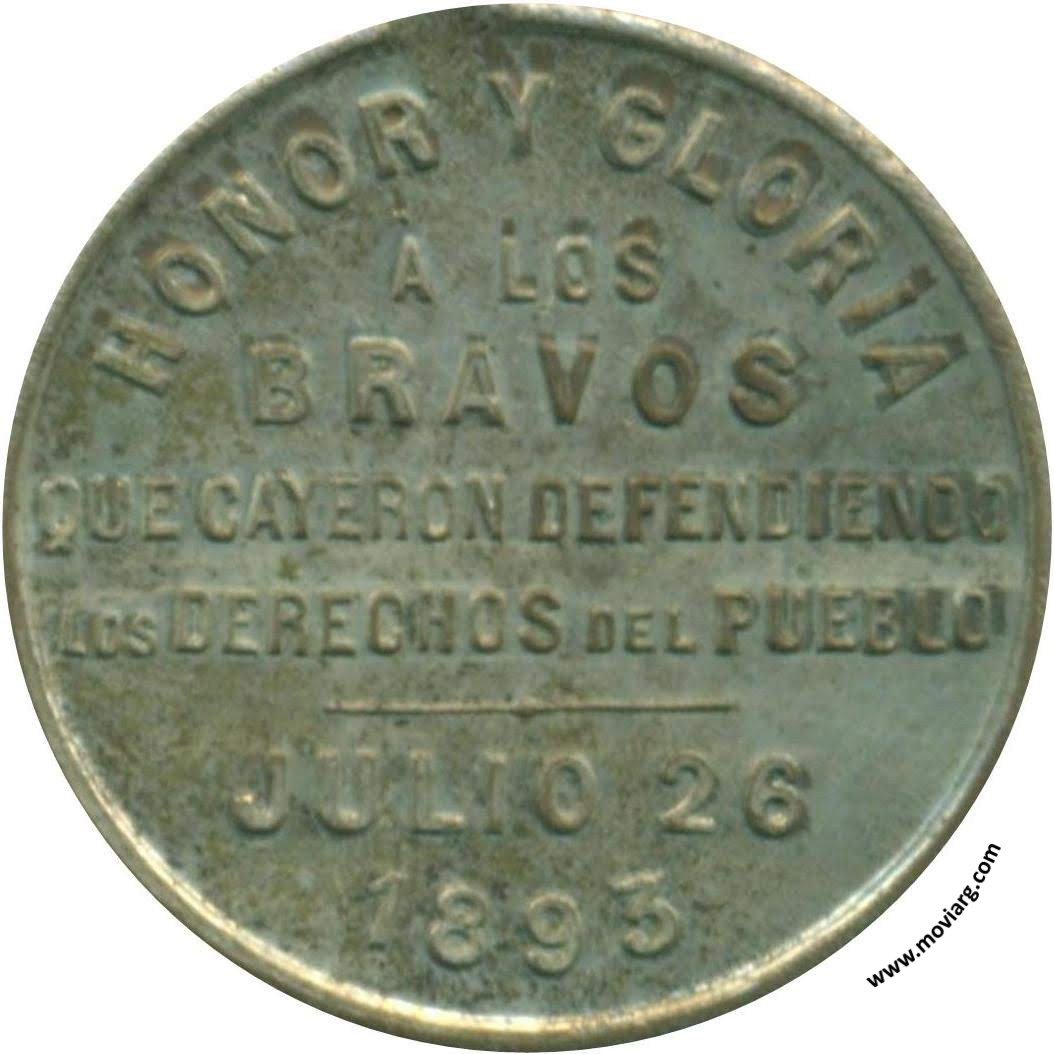 HONOR Y GLORIA
A LOS
BRAVOS
QUE CAYERON DEFENDIENDO
LOS DERECHOS DEL PUEBLO
JULIO 26
1893
www.moviarg.com